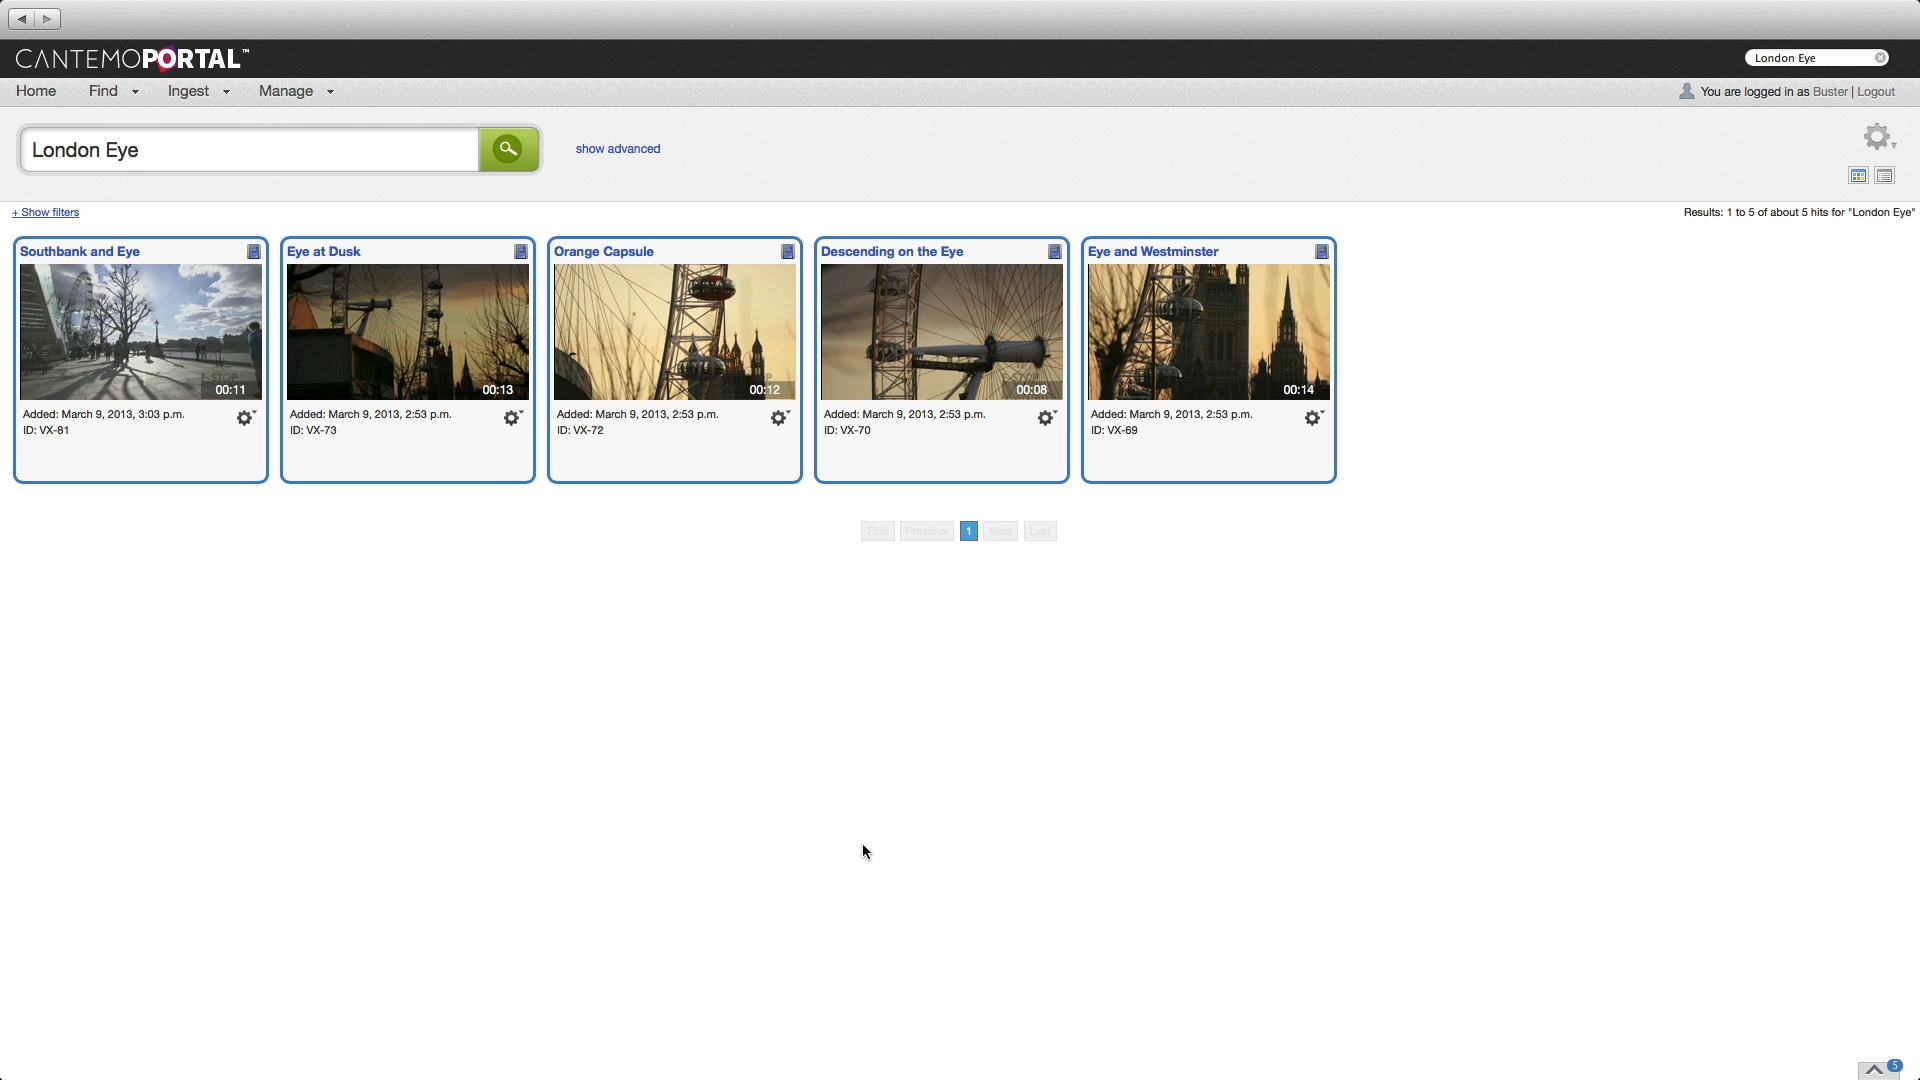 CANTEMOPORTAL™
London Eye
Home Find Ingest Manage
You are logged in as Buster | Logout
London Eye
show advanced
+ Show filters
Results: 1 to 5 of about 5 hits for "London Eye"
Southbank and Eye
00:11
Added: March 9, 2013, 3:03 p.m.
ID: VX-81
Eye at Dusk
00:13
Added: March 9, 2013, 2:53 p.m.
ID: VX-73
Orange Capsule
00:12
Added: March 9, 2013, 2:53 p.m.
ID: VX-72
Descending on the Eye
00:08
Added: March 9, 2013, 2:53 p.m.
ID: VX-70
Eye and Westminster
00:14
Added: March 9, 2013, 2:53 p.m.
ID: VX-69
First Previous 1 Next Last
5